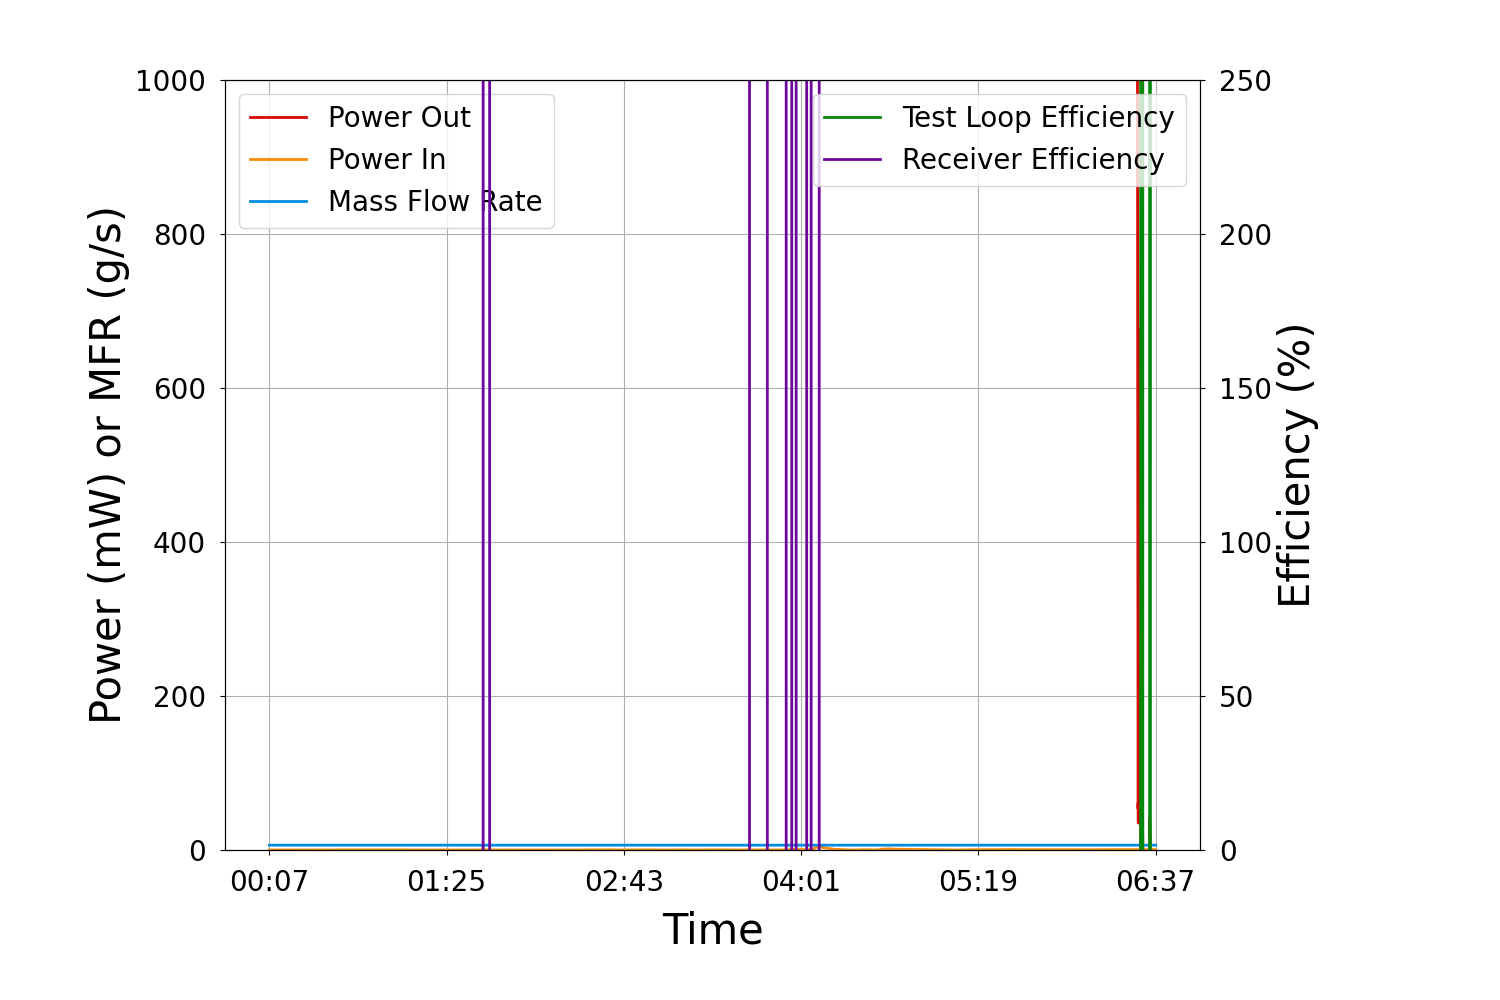 1000
800
600
400
200
0
Power (mW) or MFR (g/s)
Power Out
Power In
Mass Flow Rate
Test Loop Efficiency
Receiver Efficiency
250
200
150
100
50
0
Efficiency (%)
00:07 01:25 02:43 04:01 05:19 06:37
Time